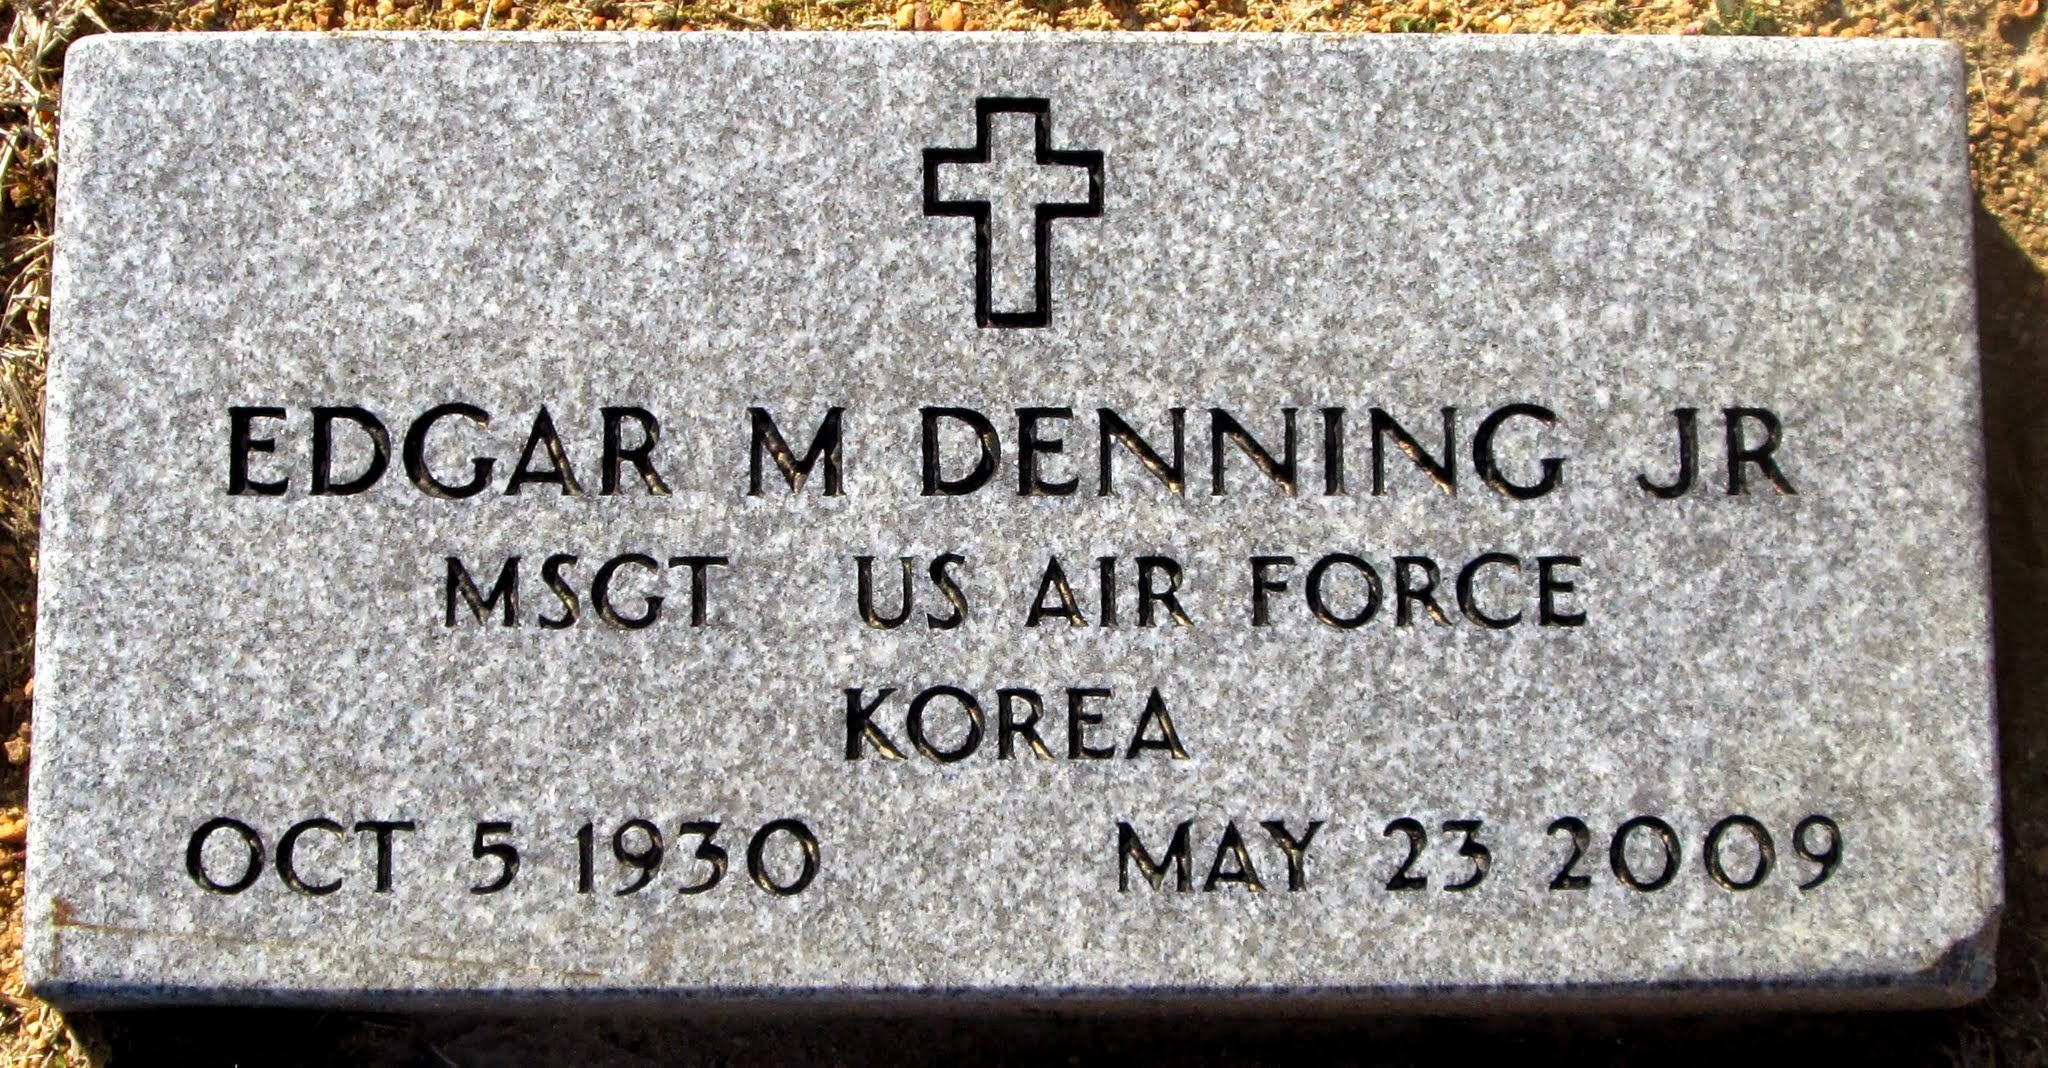 EDGAR M DENNING JR
MSGT US AIR FORCE
KOREA
OCT 5 1930 MAY 23 2009